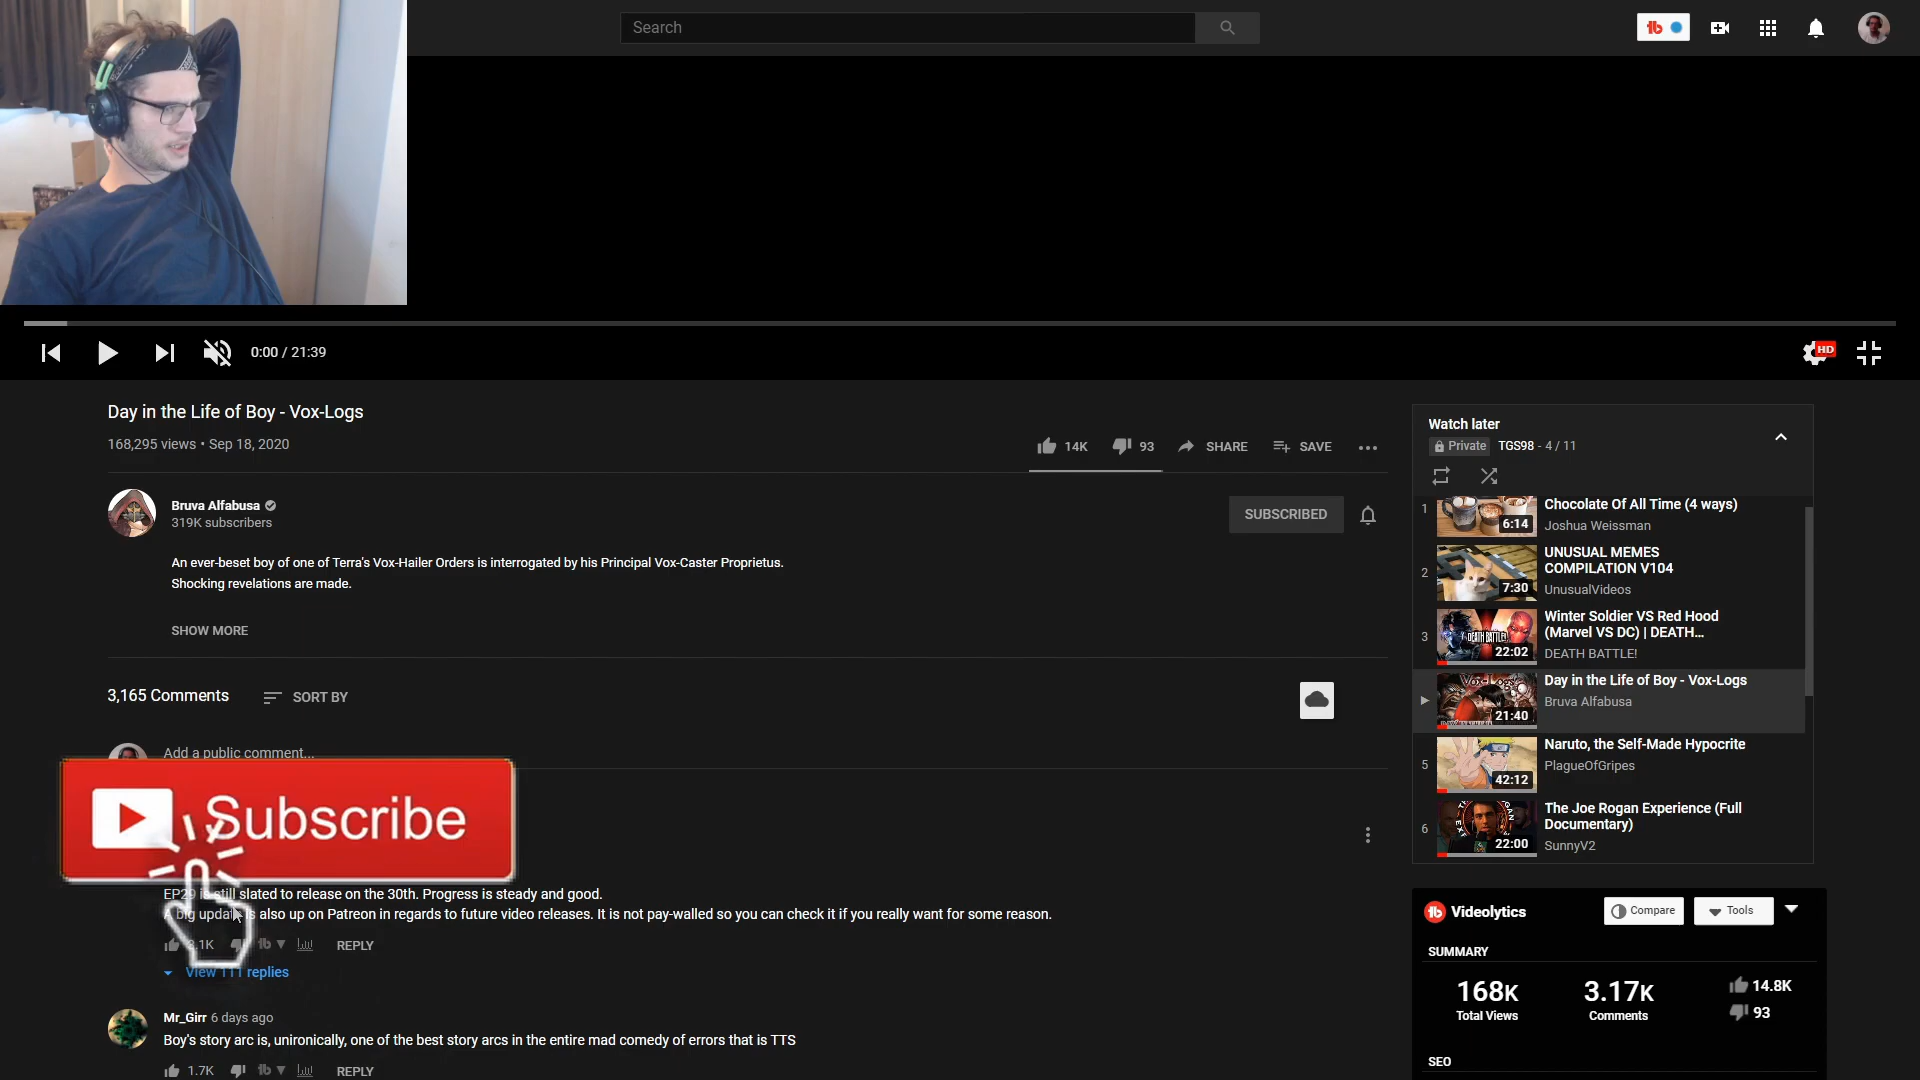 Search
HD
0:00 / 21:39
Day in the Life of Boy - Vox-Logs
168,295 views • Sep 18, 2020
14K
93
SHARE
SAVE
Bruva Alfabusa
319K subscribers
SUBSCRIBED
An ever-beset boy of one of Terra's Vox-Hailer Orders is interrogated by his Principal Vox-Caster Proprietus.
Shocking revelations are made.
SHOW MORE
3,165 Comments
SORT BY
Add a public comment...
Subscribe
EP29 is still slated to release on the 30th. Progress is steady and good.
A big update is also up on Patreon in regards to future video releases. It is not pay-walled so you can check it if you really want for some reason.
REPLY
View 111 replies
Mr_Girr 6 days ago
Boy's story arc is, unironically, one of the best story arcs in the entire mad comedy of errors that is TTS
1.7K
REPLY
Watch later
Private TGS98 - 4 / 11
1
6:14
Chocolate Of All Time (4 ways)
Joshua Weissman
2
7:30
UNUSUAL MEMES
COMPILATION V104
UnusualVideos
3
DEATH BATTLE!
22:02
Winter Soldier VS Red Hood
(Marvel VS DC) | DEATH...
DEATH BATTLE!
Vox-Logs
21:40
Day in the Life of Boy - Vox-Logs
Bruva Alfabusa
5
42:12
Naruto, the Self-Made Hypocrite
PlagueOfGripes
6
22:00
The Joe Rogan Experience (Full
Documentary)
SunnyV2
Videolytics
Compare
Tools
SUMMARY
168K
Total Views
3.17K
Comments
14.8K
93
SEO